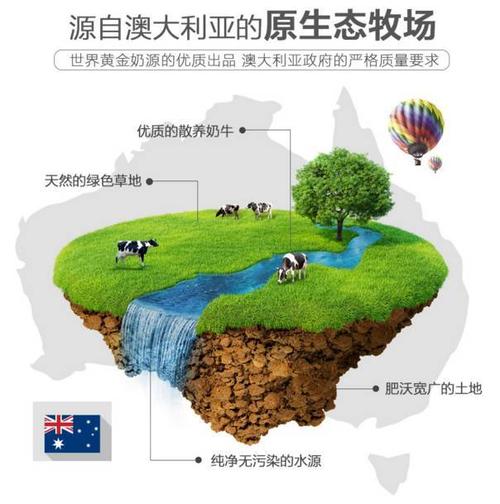 源自澳大利亚的原生态牧场
世界黄金奶源的优质出品 澳大利亚政府的严格质量要求
优质的散养奶牛
天然的绿色草地
肥沃宽广的土地
纯净无污染的水源